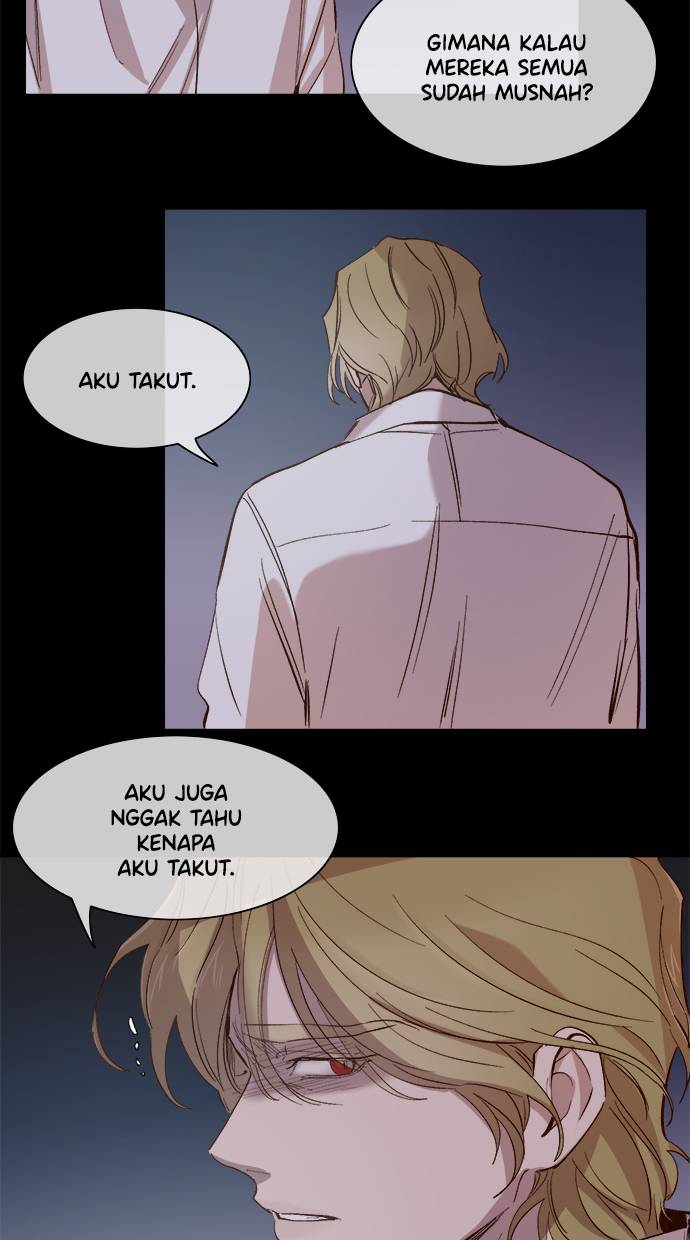 GIMANA KALAU
MEREKA SEMUA
SUDAH MUSNAH?
AKU TAKUT.
AKU JUGA
NGGAK TAHU
KENAPA
AKU TAKUT.